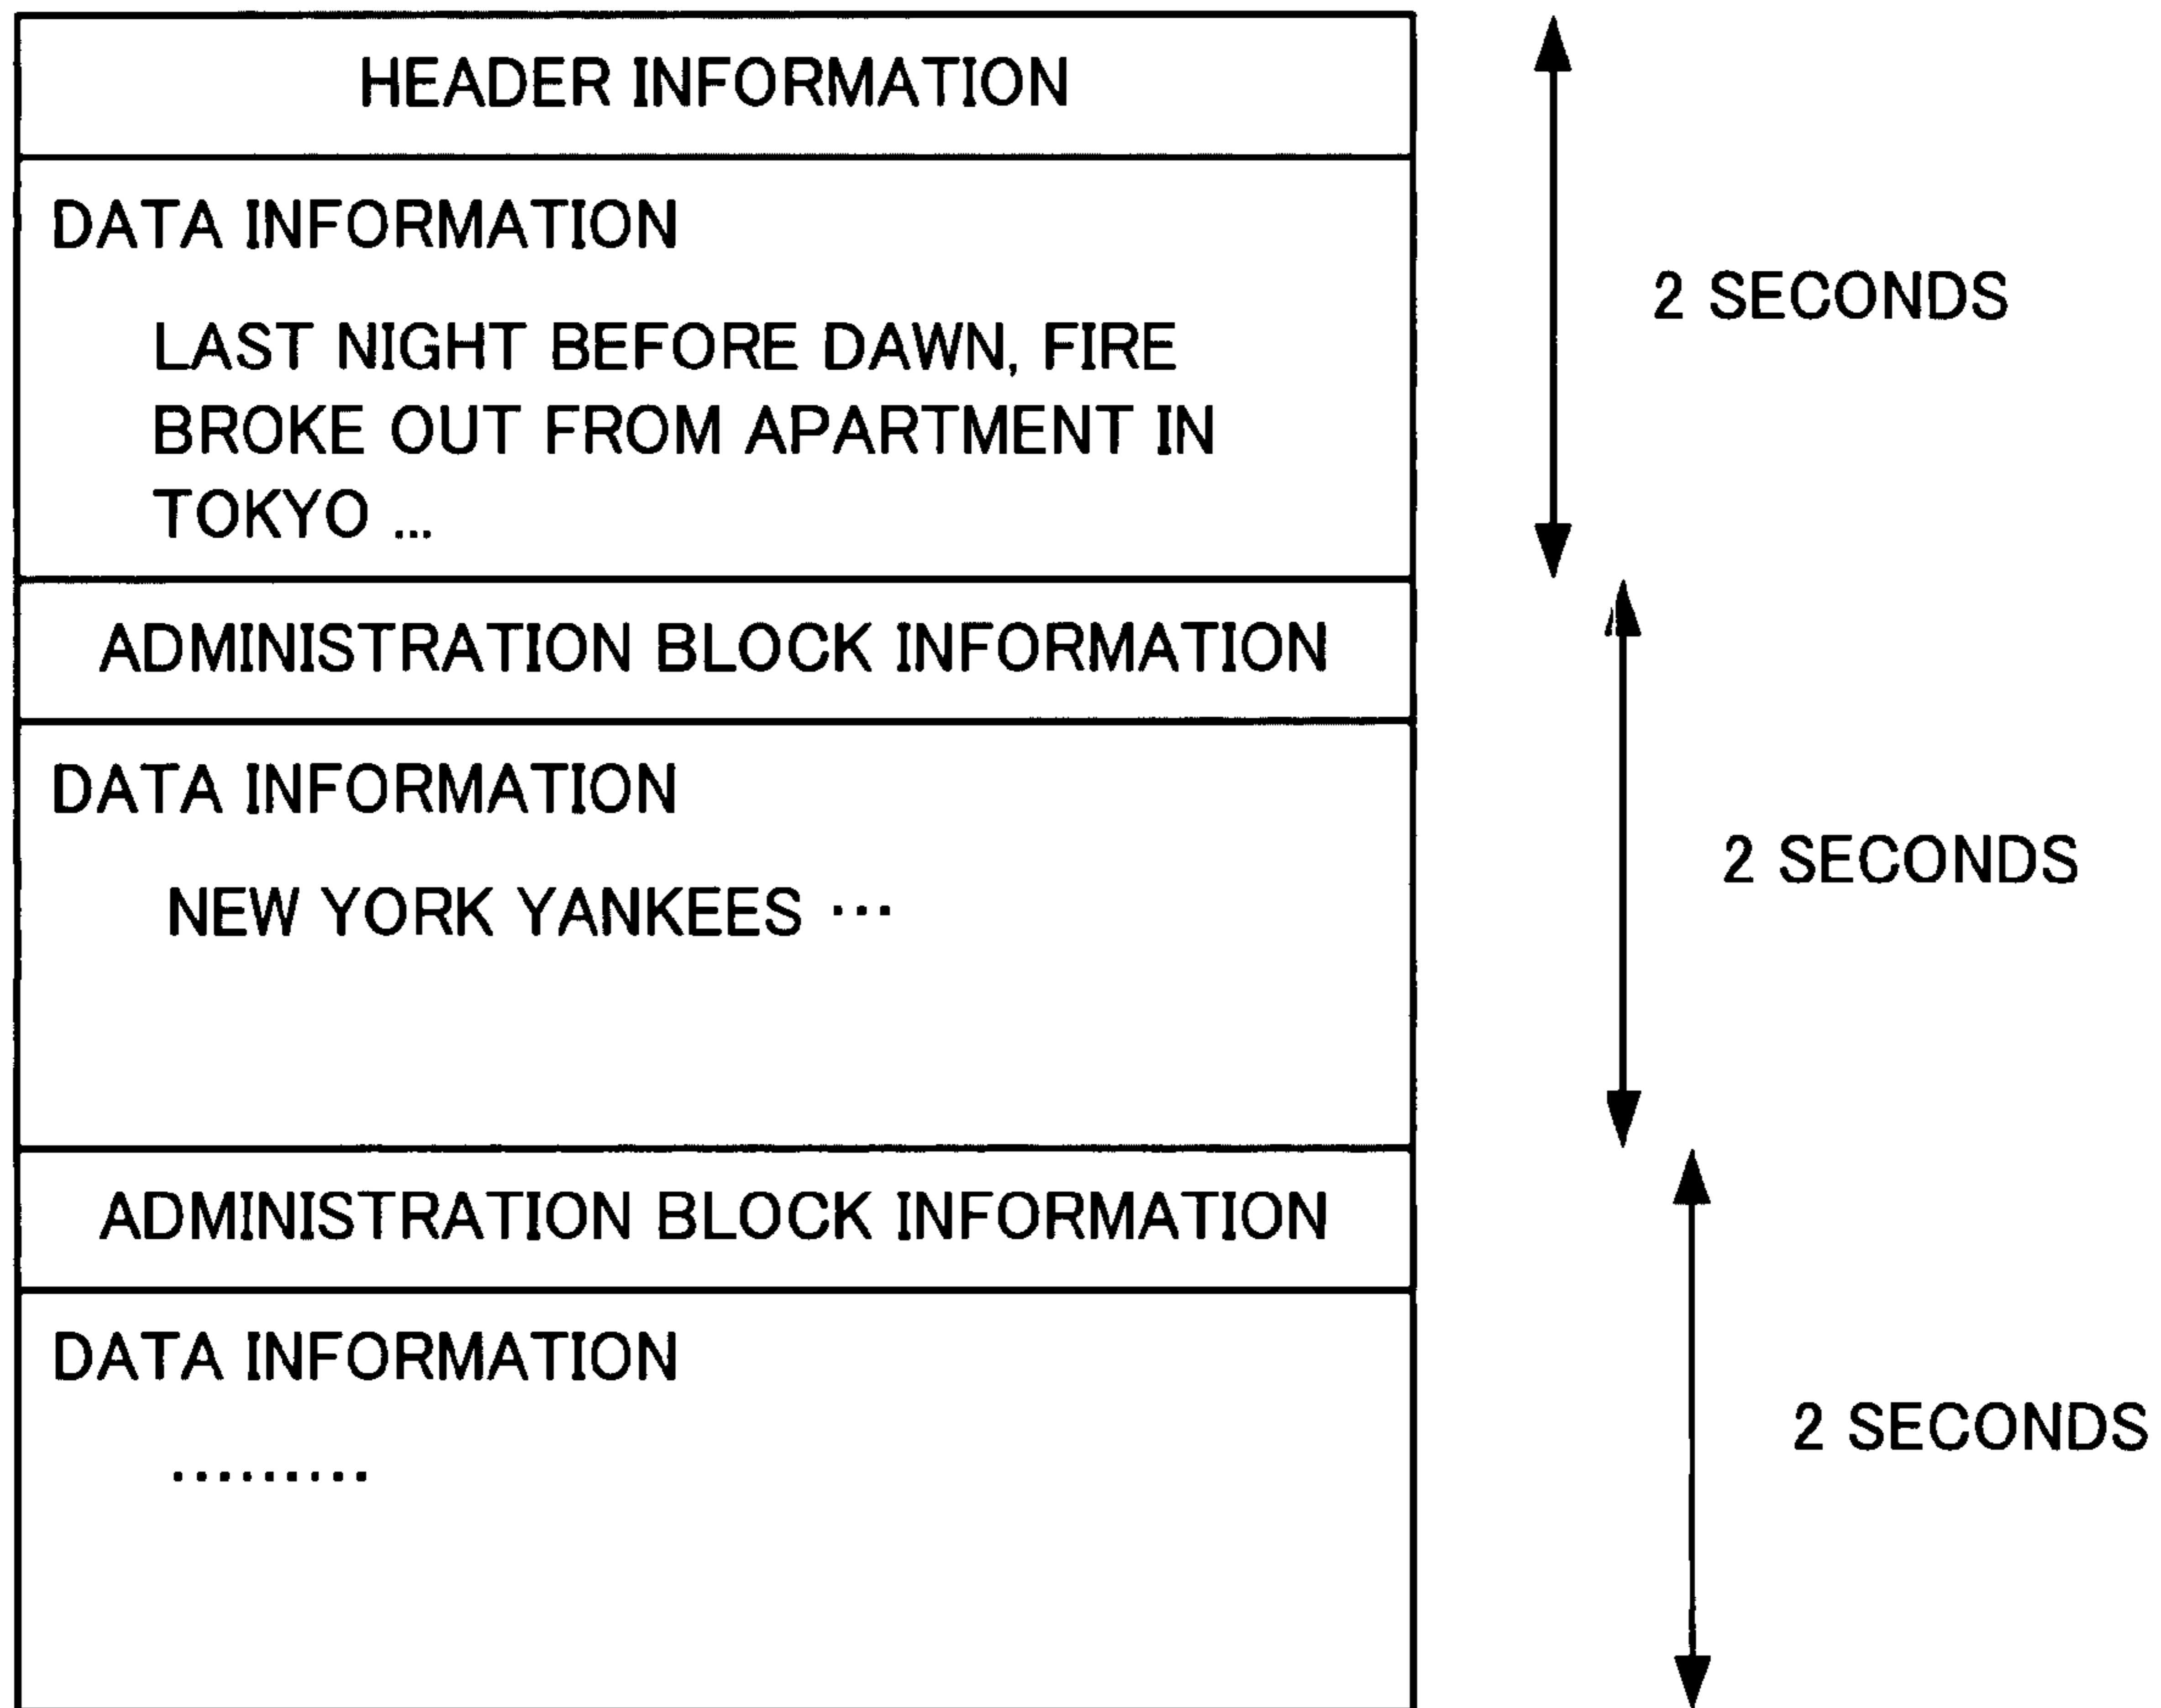 HEADER INFORMATION
DATA INFORMATION
LAST NIGHT BEFORE DAWN, FIRE
BROKE OUT FROM APARTMENT IN
TOKYO ...
2 SECONDS
ADMINISTRATION BLOCK INFORMATION
DATA INFORMATION
NEW YORK YANKEES ···
2 SECONDS
ADMINISTRATION BLOCK INFORMATION
DATA INFORMATION
·········
2 SECONDS